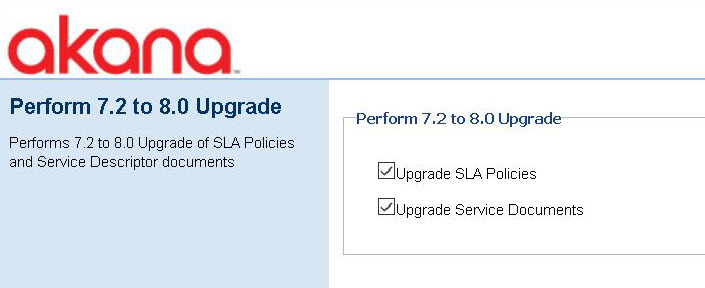 akana
Perform 7.2 to 8.0 Upgrade
Performs 7.2 to 8.0 Upgrade of SLA Policies
and Service Descriptor documents
Perform 7.2 to 8.0 Upgrade
Upgrade SLA Policies
Upgrade Service Documents